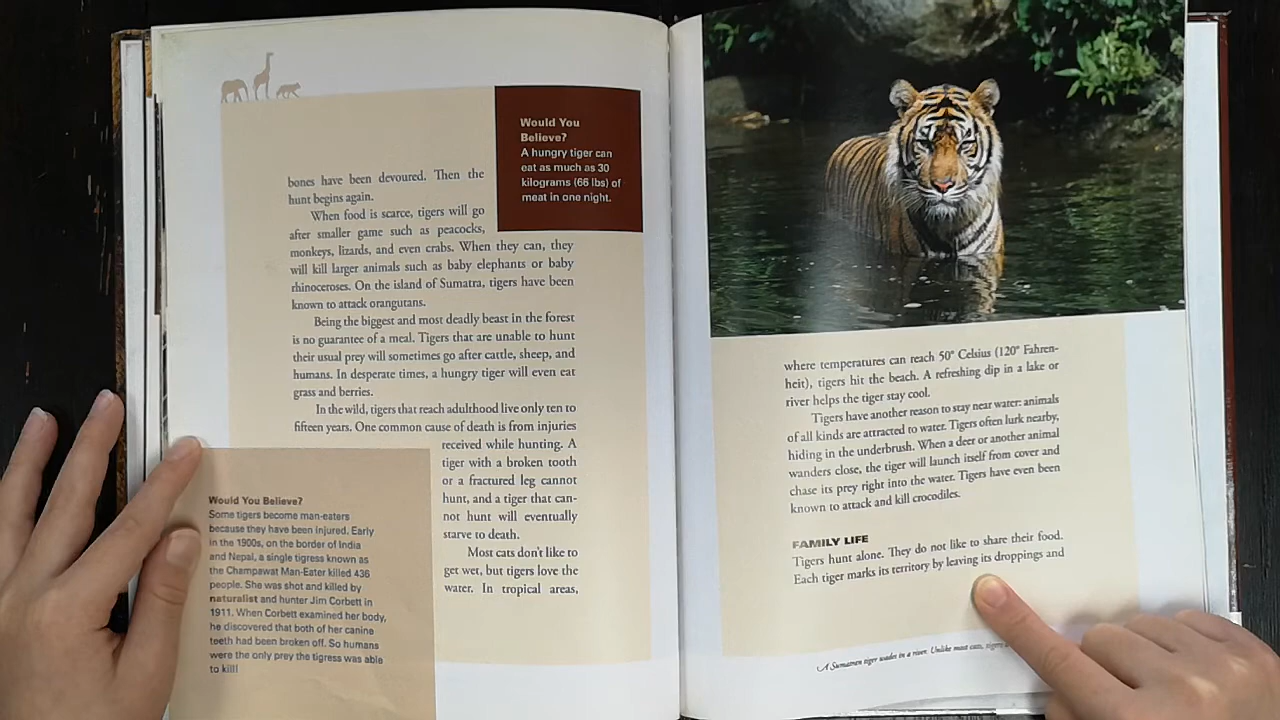 bones have been devoured. Then the
hunt begins again.
When food is scarce, tigers will go
after smaller game such as peacocks,
monkeys, lizards, and even crabs. When they can, they
will kill larger animals such as baby elephants or baby
rhinoceroses. On the island of Sumatra, tigers have been
known to attack orangutans.
Being the biggest and most deadly beast in the forest
is no guarantee of a meal. Tigers that are unable to hunt
their usual prey will sometimes go after cattle, sheep, and
humans. In desperate times, a hungry tiger will even eat
grass and berries.
In the wild, tigers that reach adulthood live only ten to
fifteen years. One common cause of death is from injuries
received while hunting. A
tiger with a broken tooth
or a fractured leg cannot
hunt, and a tiger that can-
not hunt will eventually
starve to death.
Most cats don't like to
get wet, but tigers love the
water. In tropical areas,
Would You
Believe?
A hungry tiger can
eat as much as 30
kilograms (66 lbs) of
meat in one night.
Would You Believe?
Some tigers become man-eaters
because they have been injured. Early
in the 1900s, on the border of India
and Nepal, a single tigress known as
the Champawat Man-Eater killed 436
people. She was shot and killed by
naturalist and hunter Jim Corbett in
1911. When Corbett examined her body,
he discovered that both of her canine
teeth had been broken off. So humans
were the only prey the tigress was able
to kill!
where temperatures can reach 50° Celsius (120° Fahren-
heit), tigers hit the beach. A refreshing dip in a lake or
river helps the tiger stay cool.
Tigers have another reason to stay near water: animals
of all kinds are attracted to water. Tigers often lurk nearby,
hiding in the underbrush. When a deer or another animal
wanders close, the tiger will launch itself from cover and
chase its prey right into the water. Tigers have even been
known to attack and kill crocodiles.
FAMILY LIFE
Tigers hunt alone. They do not like to share their food.
Each tiger marks its territory by leaving its droppings and
A Sumatran tiger wades in a river. Unlike most cats, tigers